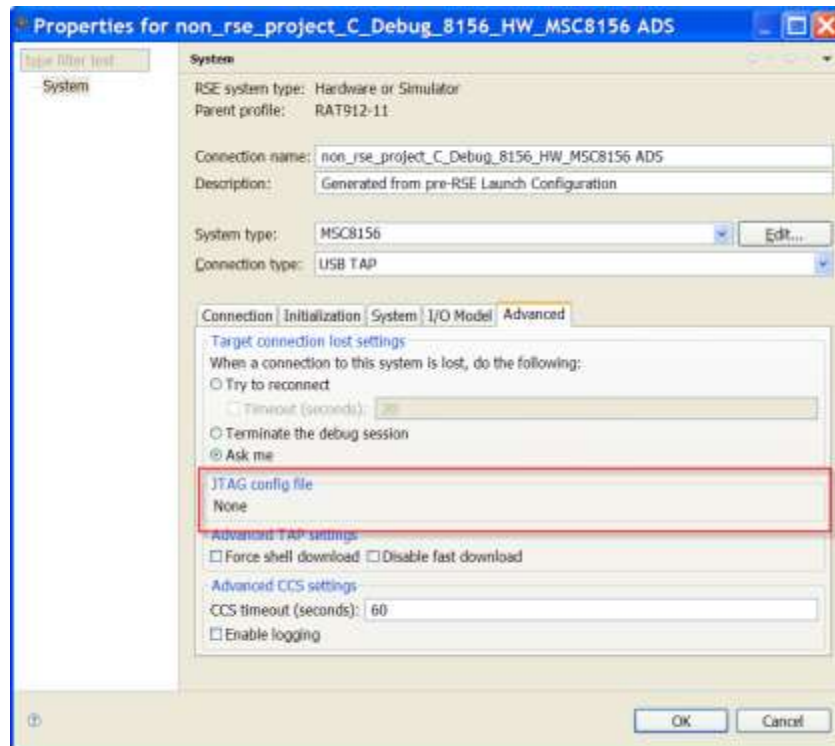 Properties for non_rse_project_C_Debug_8156_HW_MSC8156 ADS
type filter text
System
System
RSE system type: Hardware or Simulator
Parent profile: RAT912-11
Connection name: non_rse_project_C_Debug_8156_HW_MSC8156 ADS
Description: Generated from pre-RSE Launch Configuration
System type: MSC8156 Edit...
Connection type: USB TAP
Connection Initialization System I/O Model Advanced
Target connection lost settings
When a connection to this system is lost, do the following:
Try to reconnect
Timeout (seconds): 30
Terminate the debug session
Ask me
JTAG config file
None
Advanced TAP settings
Force shell download Disable fast download
Advanced CCS settings
CCS timeout (seconds): 60
Enable logging
OK Cancel